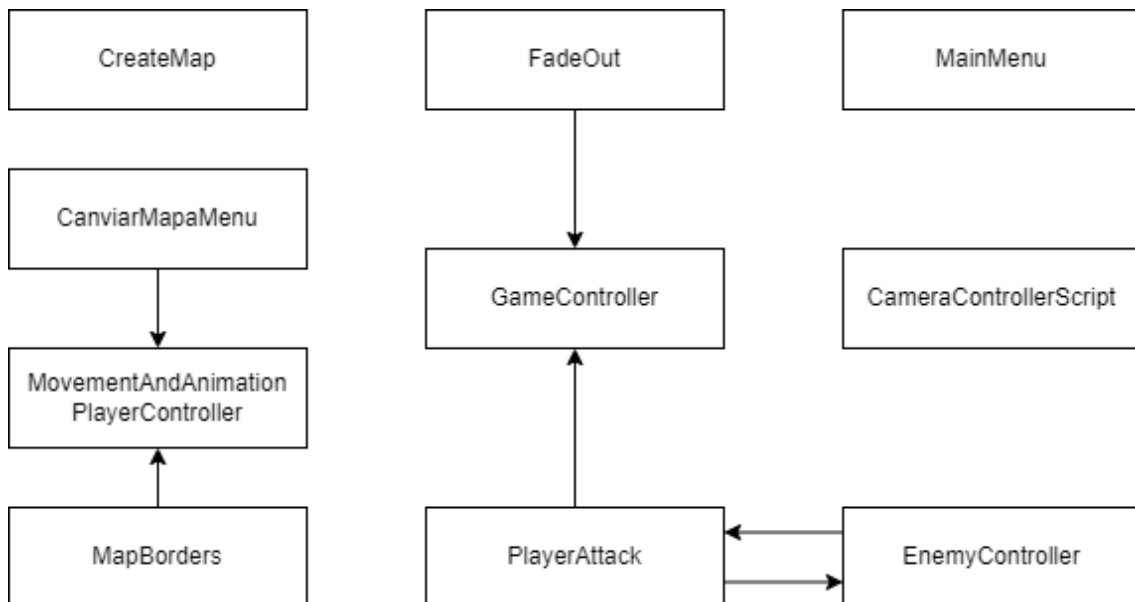 CreateMap
FadeOut
MainMenu
CanviarMapaMenu
GameController
CameraControllerScript
MovementAndAnimation
PlayerController
MapBorders
PlayerAttack
EnemyController